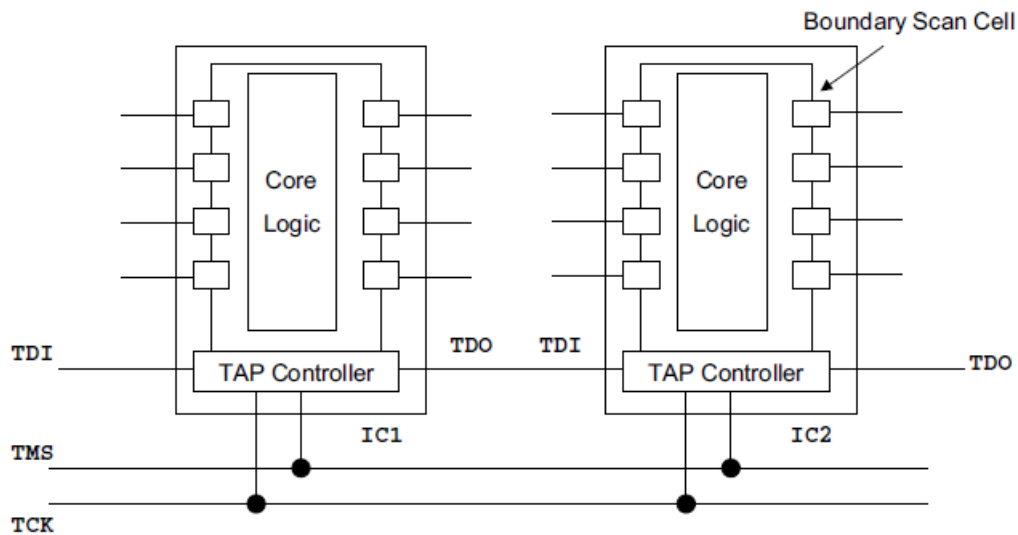 Boundary Scan Cell
Core
Logic
Core
Logic
TDI
TAP Controller
TDO
TDI
TAP Controller
TDO
IC1
IC2
TMS
TCK